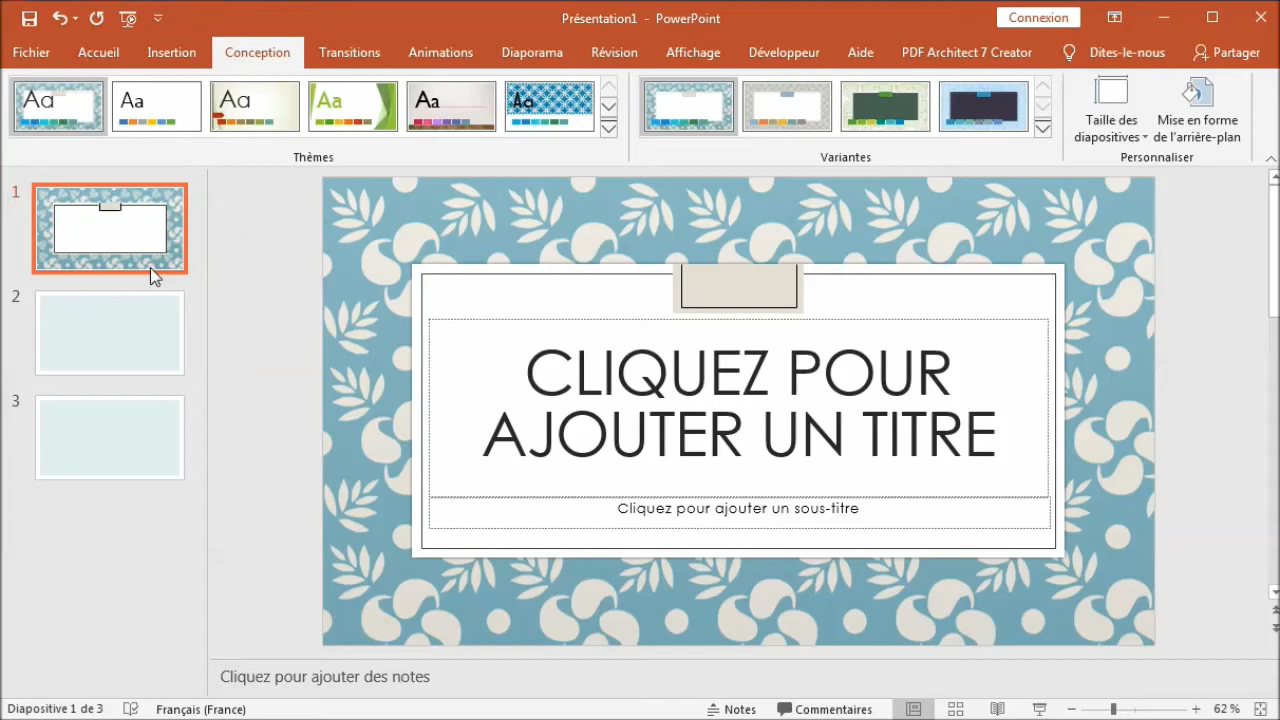 Présentation1 - PowerPoint
Connexion
Fichier Accueil Insertion Conception Transitions Animations Diaporama Révision Affichage Développeur Aide PDF Architect 7 Creator Dites-le-nous Partager
Aa Aa Aa Aa Aa Aa
Taille des diapositives
Mise en forme de l'arrière-plan
Thèmes Variantes Personnaliser
1
2
3
CLIQUEZ POUR
AJOUTER UN TITRE
Cliquez pour ajouter un sous-titre
Cliquez pour ajouter des notes
Diapositive 1 de 3 Français (France) Notes Commentaires 62 %